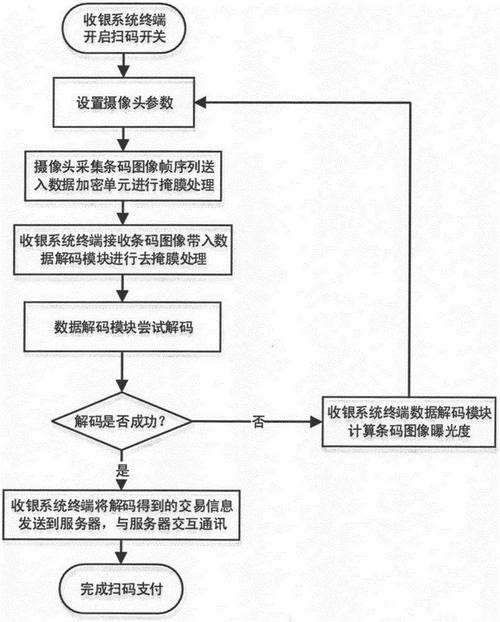 收银系统终端
开启扫码开关
设置摄像头参数
摄像头采集条码图像帧序列送
入数据加密单元进行掩膜处理
收银系统终端接收条码图像带入数
据解码模块进行去掩膜处理
数据解码模块尝试解码
解码是否成功？
否
收银系统终端数据解码模块
计算条码图像曝光度
是
收银系统终端将解码得到的交易信息
发送到服务器，与服务器交互通讯
完成扫码支付